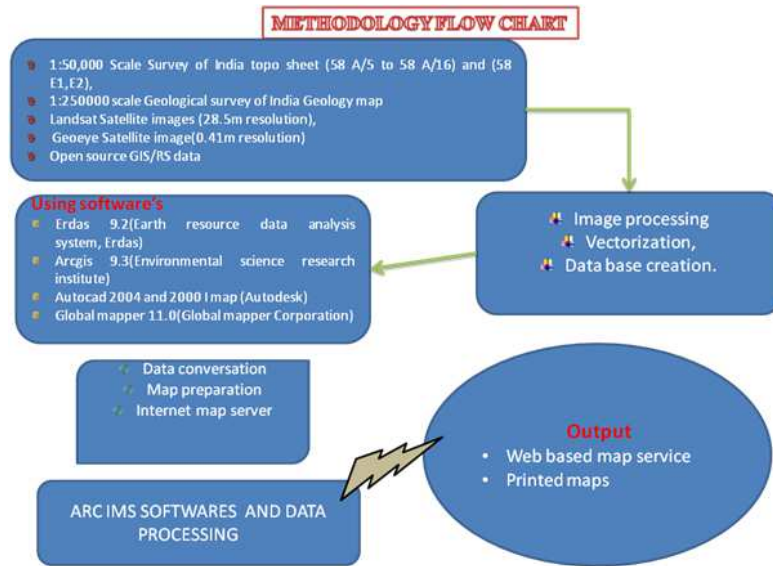 METHODOLOGY FLOW CHART
1:50,000 Scale Survey of India topo sheet (58 A/5 to 58 A/16) and (58
E1,E2),
1:250000 scale Geological survey of India Geology map
Landsat Satellite images (28.5m resolution),
Geoeye Satellite image(0.41m resolution)
Open source GIS/RS data
Image processing
Vectorization,
Data base creation.
Using software's
Erdas 9.2(Earth resource data analysis
system, Erdas)
Arcgis 9.3(Environmental science research
institute)
Autocad 2004 and 2000 I map (Autodesk)
Global mapper 11.0(Global mapper Corporation)
Data conversation
Map preparation
Internet map server
ARC IMS SOFTWARES AND DATA
PROCESSING
Output
Web based map service
Printed maps